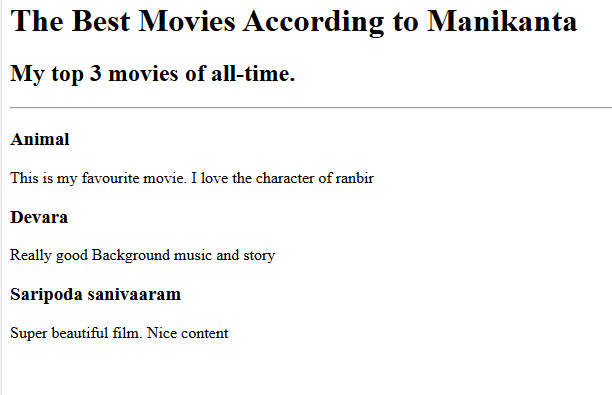 The Best Movies According to Manikanta
My top 3 movies of all-time.
Animal
This is my favourite movie. I love the character of ranbir
Devara
Really good Background music and story
Saripoda sanivaaram
Super beautiful film. Nice content